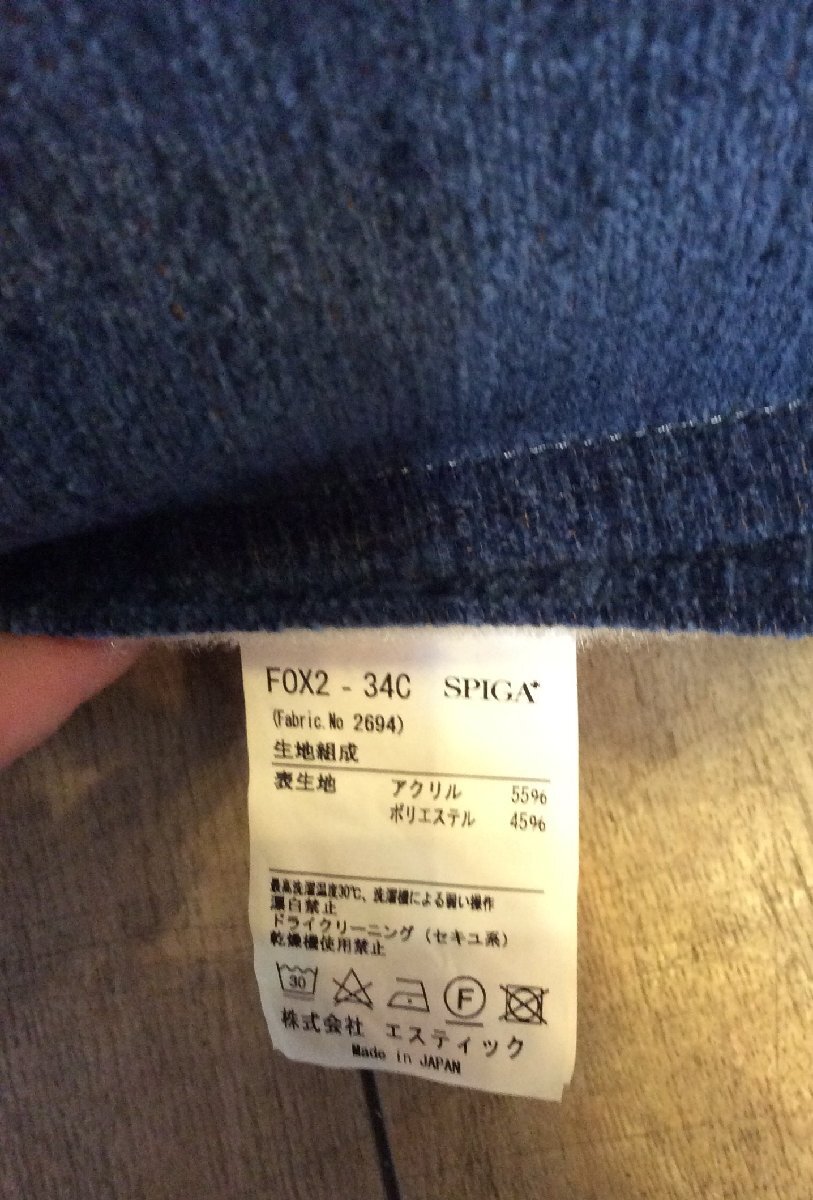 FOX2 - 34C SPIGA+
(Fabric.No 2694)
生地組成
表生地 アクリル 55%
ポリエステル 45%
最高洗濯温度30℃、洗濯機による弱い操作
漂白禁止
ドライクリーニング（セキユ系）
乾燥機使用禁止
30 F
株式会社 エスティック
Made in JAPAN